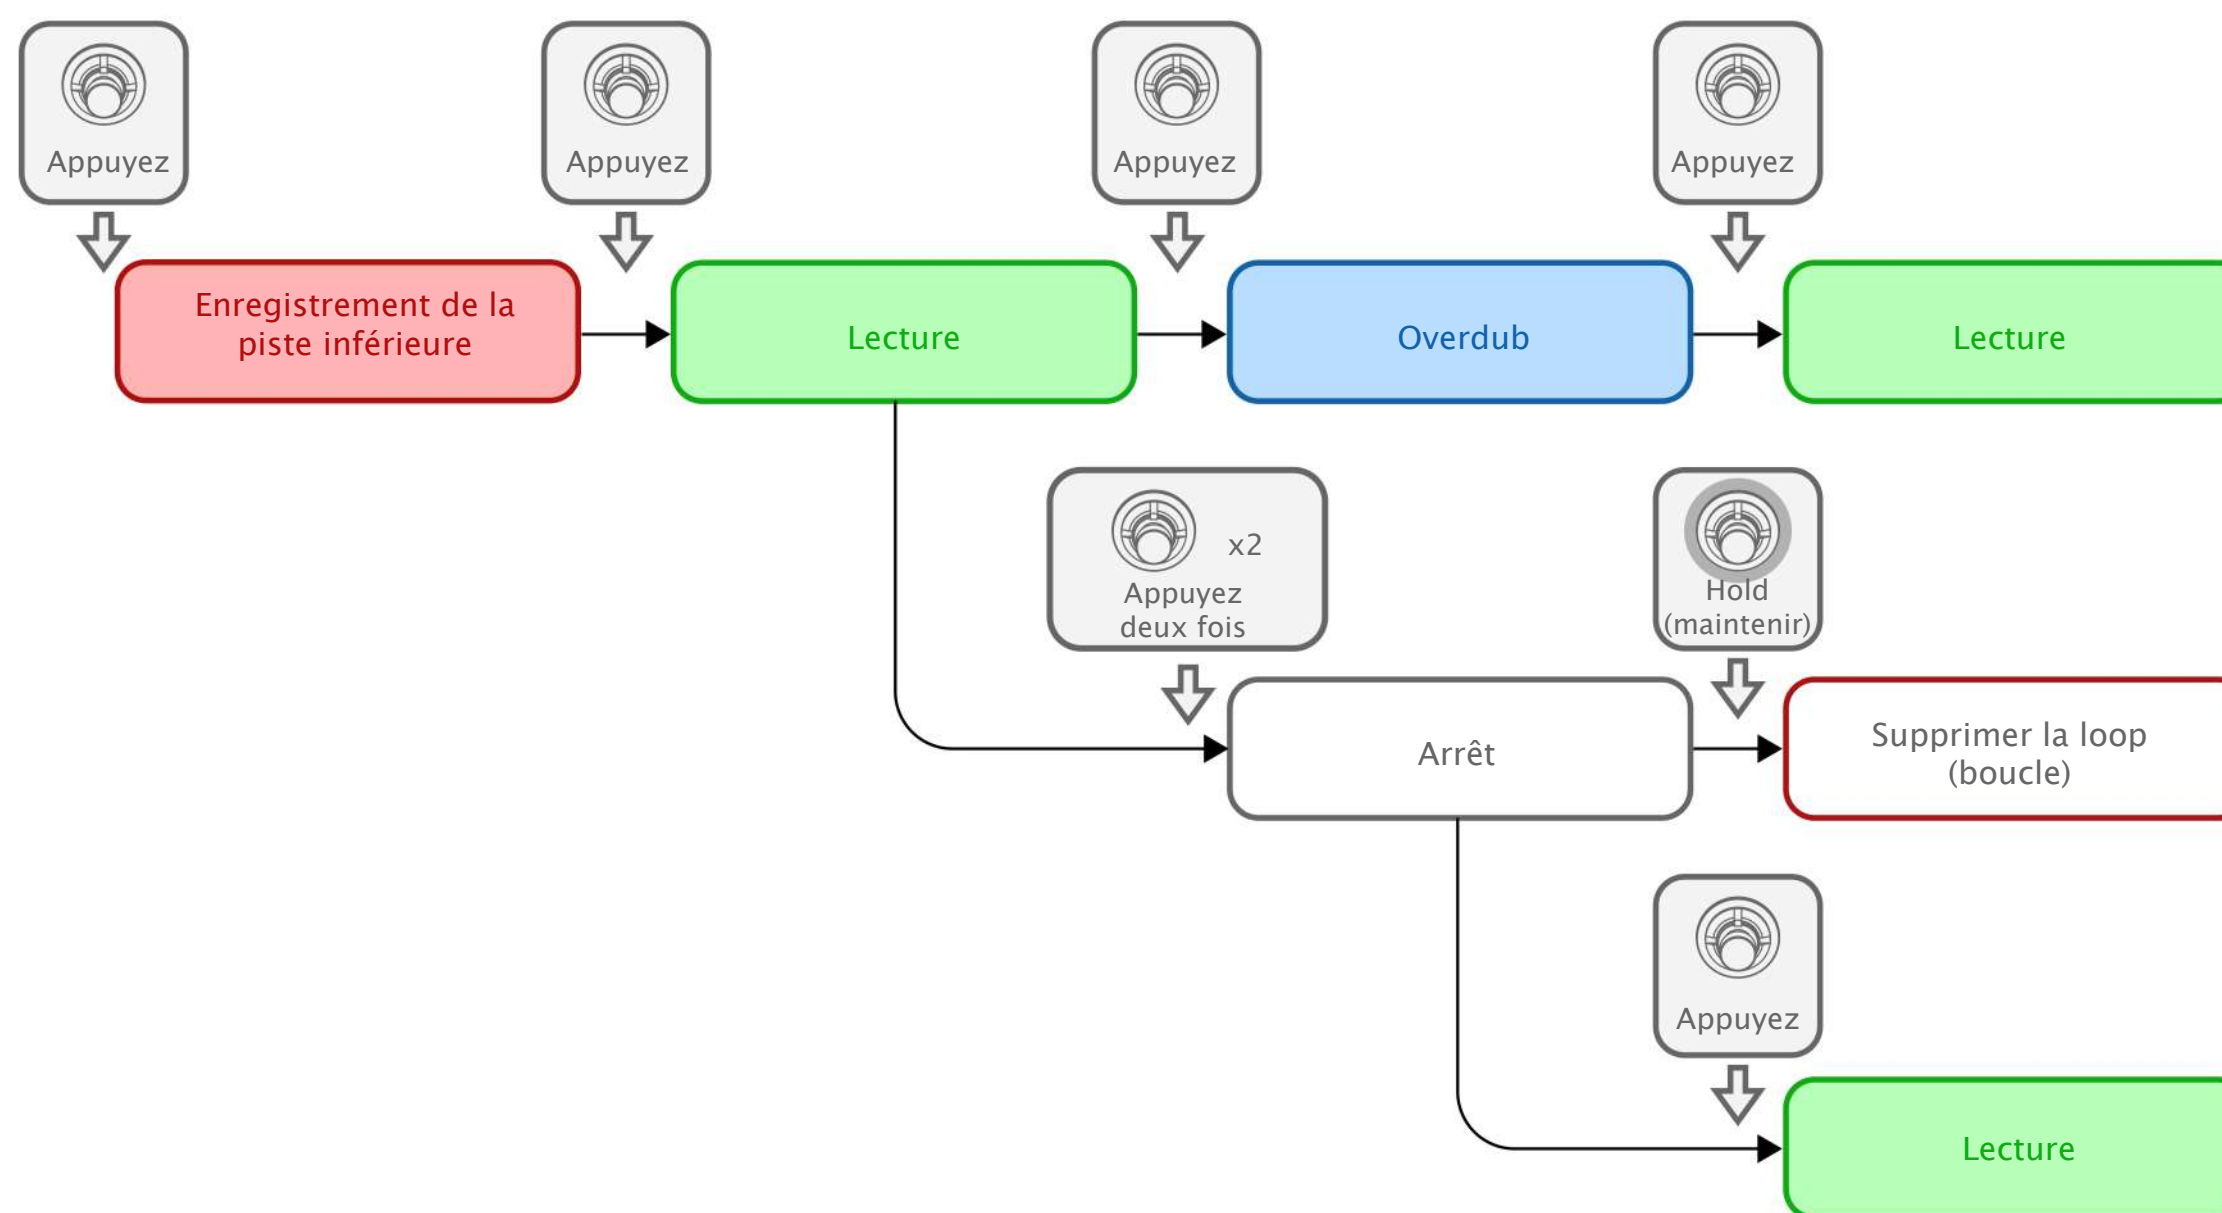 Appuyez
Appuyez
Appuyez
Appuyez
Enregistrement de la
piste inférieure
Lecture
Overdub
Lecture
x2
Appuyez
deux fois
Hold
(maintenir)
Arrêt
Supprimer la loop
(boucle)
Appuyez
Lecture